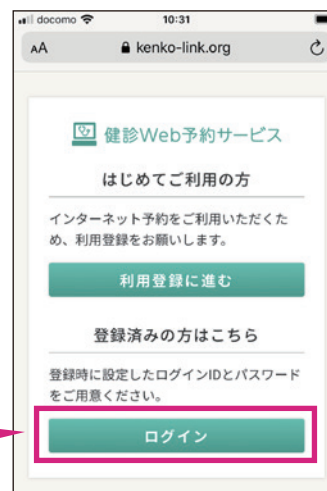 docomo 10:31
AA kenko-link.org
健診Web予約サービス
はじめてご利用の方
インターネット予約をご利用いただくた
め、利用登録をお願いします。
利用登録に進む
登録済みの方はこちら
登録時に設定したログインIDとパスワード
をご用意ください。
ログイン